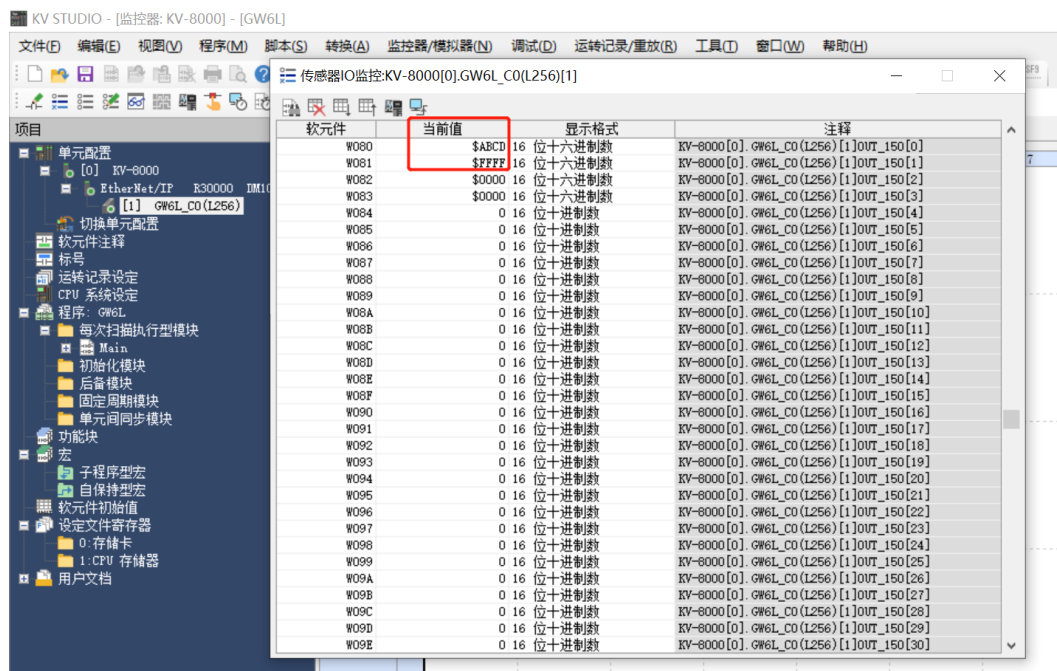 KV STUDIO - [监控器: KV-8000] - [GW6L]
文件(F) 编辑(E) 视图(V) 程序(M) 脚本(S) 转换(A) 监控器/模拟器(N) 调试(D) 运转记录/重放(R) 工具(T) 窗口(W) 帮助(H)
项目
单元配置
[0] KV-8000
EtherNet/IP R30000 DM10
[1] GW6L_C0(L256)
切换单元配置
软元件注释
标号
运转记录设定
CPU 系统设定
程序: GW6L
每次扫描执行型模块
Main
初始化模块
后备模块
固定周期模块
单元间同步模块
功能块
宏
子程序型宏
自保持型宏
软元件初始值
设定文件寄存器
0:存储卡
1:CPU 存储器
用户文档
传感器IO监控:KV-8000[0].GW6L_C0(L256)[1]
软元件 当前值 显示格式 注释
W080 $ABCD 16 位十六进制数 KV-8000[0].GW6L_C0(L256)[1]OUT_150[0]
W081 $FFFF 16 位十六进制数 KV-8000[0].GW6L_C0(L256)[1]OUT_150[1]
W082 $0000 16 位十六进制数 KV-8000[0].GW6L_C0(L256)[1]OUT_150[2]
W083 $0000 16 位十六进制数 KV-8000[0].GW6L_C0(L256)[1]OUT_150[3]
W084 0 16 位十进制数 KV-8000[0].GW6L_C0(L256)[1]OUT_150[4]
W085 0 16 位十进制数 KV-8000[0].GW6L_C0(L256)[1]OUT_150[5]
W086 0 16 位十进制数 KV-8000[0].GW6L_C0(L256)[1]OUT_150[6]
W087 0 16 位十进制数 KV-8000[0].GW6L_C0(L256)[1]OUT_150[7]
W088 0 16 位十进制数 KV-8000[0].GW6L_C0(L256)[1]OUT_150[8]
W089 0 16 位十进制数 KV-8000[0].GW6L_C0(L256)[1]OUT_150[9]
W08A 0 16 位十进制数 KV-8000[0].GW6L_C0(L256)[1]OUT_150[10]
W08B 0 16 位十进制数 KV-8000[0].GW6L_C0(L256)[1]OUT_150[11]
W08C 0 16 位十进制数 KV-8000[0].GW6L_C0(L256)[1]OUT_150[12]
W08D 0 16 位十进制数 KV-8000[0].GW6L_C0(L256)[1]OUT_150[13]
W08E 0 16 位十进制数 KV-8000[0].GW6L_C0(L256)[1]OUT_150[14]
W08F 0 16 位十进制数 KV-8000[0].GW6L_C0(L256)[1]OUT_150[15]
W090 0 16 位十进制数 KV-8000[0].GW6L_C0(L256)[1]OUT_150[16]
W091 0 16 位十进制数 KV-8000[0].GW6L_C0(L256)[1]OUT_150[17]
W092 0 16 位十进制数 KV-8000[0].GW6L_C0(L256)[1]OUT_150[18]
W093 0 16 位十进制数 KV-8000[0].GW6L_C0(L256)[1]OUT_150[19]
W094 0 16 位十进制数 KV-8000[0].GW6L_C0(L256)[1]OUT_150[20]
W095 0 16 位十进制数 KV-8000[0].GW6L_C0(L256)[1]OUT_150[21]
W096 0 16 位十进制数 KV-8000[0].GW6L_C0(L256)[1]OUT_150[22]
W097 0 16 位十进制数 KV-8000[0].GW6L_C0(L256)[1]OUT_150[23]
W098 0 16 位十进制数 KV-8000[0].GW6L_C0(L256)[1]OUT_150[24]
W099 0 16 位十进制数 KV-8000[0].GW6L_C0(L256)[1]OUT_150[25]
W09A 0 16 位十进制数 KV-8000[0].GW6L_C0(L256)[1]OUT_150[26]
W09B 0 16 位十进制数 KV-8000[0].GW6L_C0(L256)[1]OUT_150[27]
W09C 0 16 位十进制数 KV-8000[0].GW6L_C0(L256)[1]OUT_150[28]
W09D 0 16 位十进制数 KV-8000[0].GW6L_C0(L256)[1]OUT_150[29]
W09E 0 16 位十进制数 KV-8000[0].GW6L_C0(L256)[1]OUT_150[30]
7